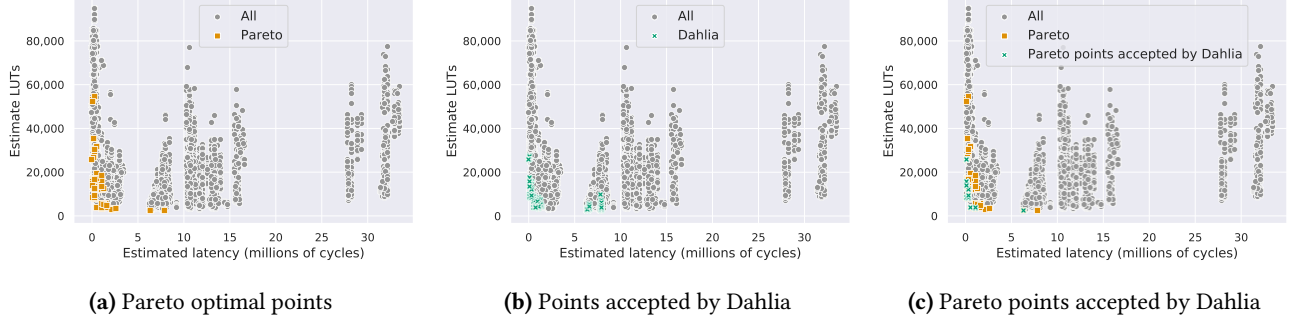 All
Pareto
80,000
60,000
40,000
20,000
0
Estimate LUTs
0 5 10 15 20 25 30
Estimated latency (millions of cycles)
(a) Pareto optimal points
All
Dahlia
80,000
60,000
40,000
20,000
0
Estimate LUTs
0 5 10 15 20 25 30
Estimated latency (millions of cycles)
(b) Points accepted by Dahlia
All
Pareto
Pareto points accepted by Dahlia
80,000
60,000
40,000
20,000
0
Estimate LUTs
0 5 10 15 20 25 30
Estimated latency (millions of cycles)
(c) Pareto points accepted by Dahlia